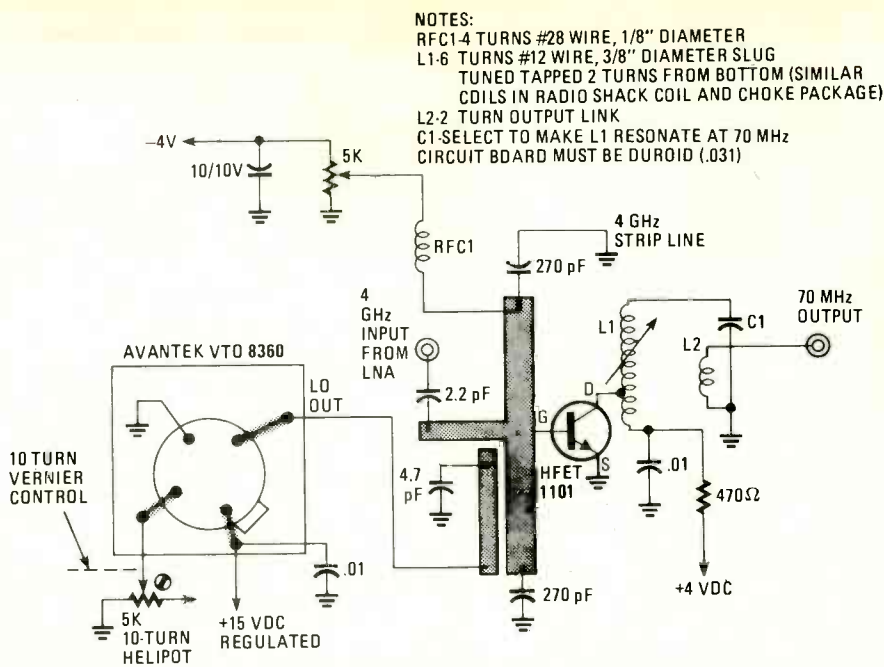 NOTES:
RFC1-4 TURNS #28 WIRE, 1/8" DIAMETER
L1-6 TURNS #12 WIRE, 3/8" DIAMETER SLUG
TUNED TAPPED 2 TURNS FROM BOTTOM (SIMILAR
COILS IN RADIO SHACK COIL AND CHOKE PACKAGE)
L2-2 TURN OUTPUT LINK
C1-SELECT TO MAKE L1 RESONATE AT 70 MHz
CIRCUIT BOARD MUST BE DUROID (.031)
-4V
10/10V
5K
RFC1
270 pF
4 GHz
STRIP LINE
4
GHz
INPUT
FROM
LNA
2.2 pF
L1
C1
L2
70 MHz
OUTPUT
AVANTEK VTO 8360
LO
OUT
D
G
S
HFET
1101
.01
470Ω
+4 VDC
4.7
pF
270 pF
10 TURN
VERNIER
CONTROL
.01
5K
10-TURN
HELIPOT
+15 VDC
REGULATED